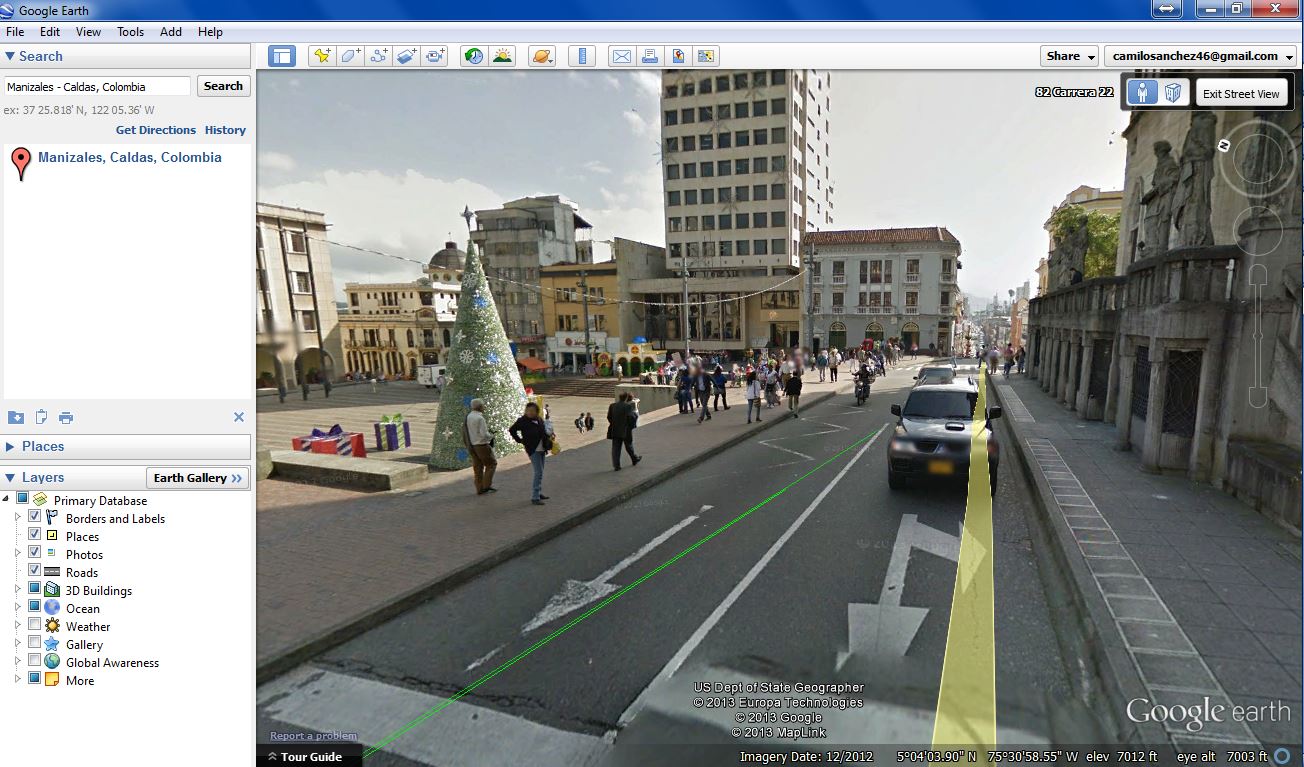 Google Earth
File Edit View Tools Add Help
Search
Manizales - Caldas, Colombia
Search
ex: 37 25.818' N, 122 05.36' W
Get Directions History
Manizales, Caldas, Colombia
Places
Layers
Earth Gallery >>
Primary Database
Borders and Labels
Places
Photos
Roads
3D Buildings
Ocean
Weather
Gallery
Global Awareness
More
Share
camilosanchez46@gmail.com
82 Carrera 22
Exit Street View
N
US Dept of State Geographer
© 2013 Europa Technologies
© 2013 Google
© 2013 MapLink
Google earth
Report a problem
Tour Guide
Imagery Date: 12/2012 5°04'03.90" N 75°30'58.55" W elev 7012 ft eye alt 7003 ft